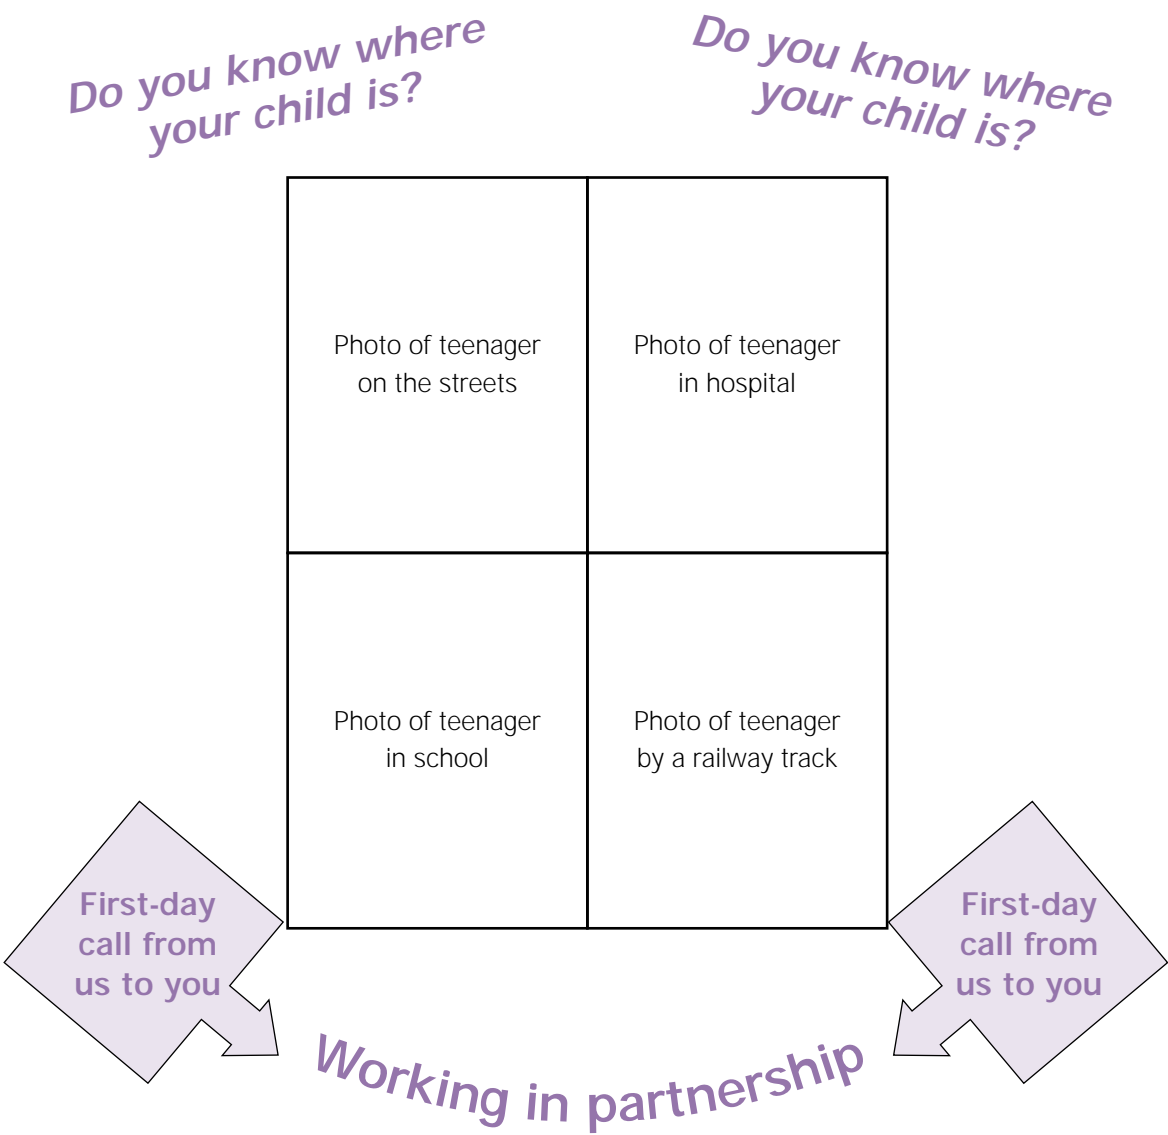 Do you know where
your child is?
Do you know where
your child is?
Photo of teenager
on the streets
Photo of teenager
in hospital
Photo of teenager
in school
Photo of teenager
by a railway track
First-day
call from
us to you
First-day
call from
us to you
Working in partnership